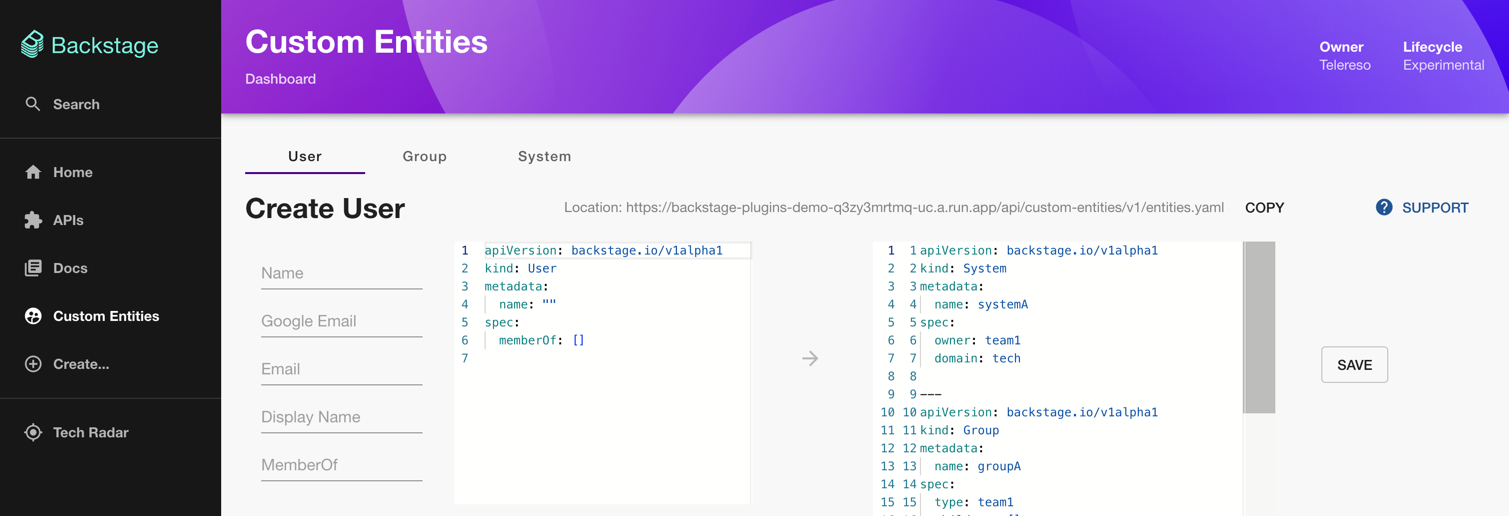 Backstage
Search
Home
APIs
Docs
Custom Entities
Create...
Tech Radar
Custom Entities
Dashboard
Owner
Telereso
Lifecycle
Experimental
User Group System
Create User
Location: https://backstage-plugins-demo-q3zy3mrtmq-uc.a.run.app/api/custom-entities/v1/entities.yaml COPY
SUPPORT
Name
Google Email
Email
Display Name
MemberOf
1 apiVersion: backstage.io/v1alpha1
2 kind: User
3 metadata:
4 name: ""
5 spec:
6 memberOf: []
7
1 1 apiVersion: backstage.io/v1alpha1
2 2 kind: System
3 3 metadata:
4 4 name: systemA
5 5 spec:
6 6 owner: team1
7 7 domain: tech
8 8
9 9 ---
10 10 apiVersion: backstage.io/v1alpha1
11 11 kind: Group
12 12 metadata:
13 13 name: groupA
14 14 spec:
15 15 type: team1
SAVE